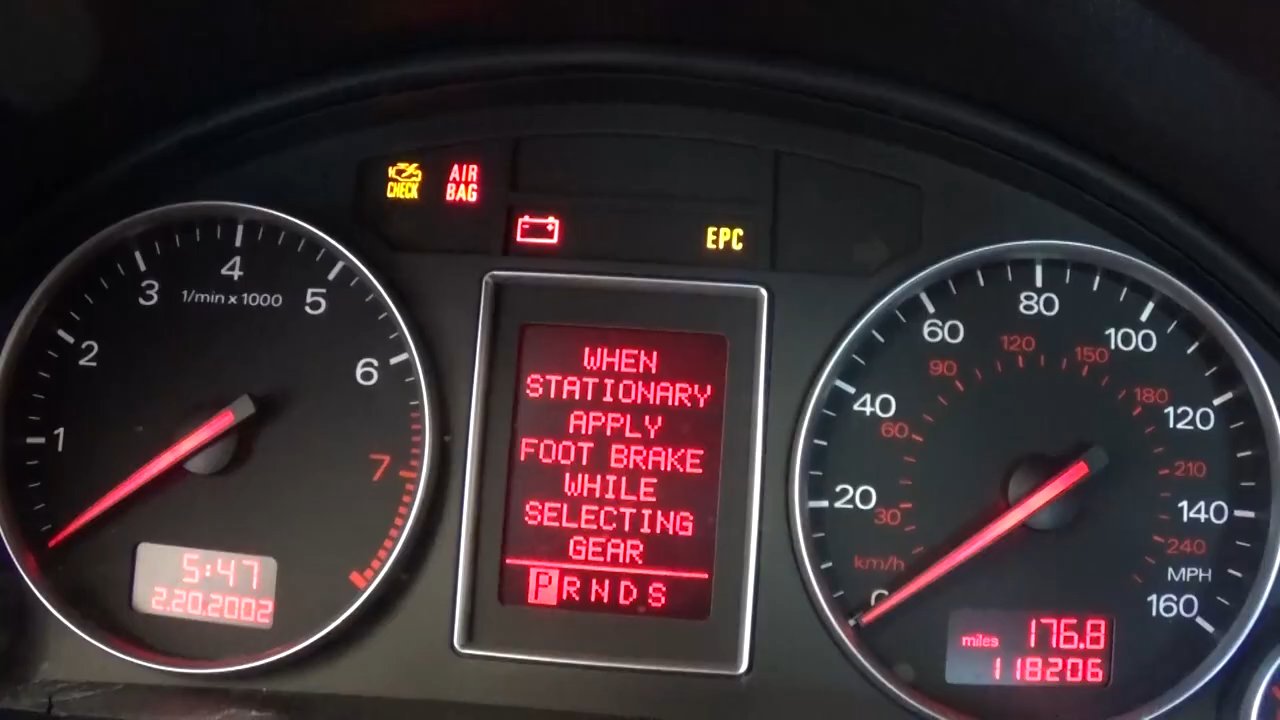 CHECK
AIR
BAG
EPC
1
2
3
4
5
6
7
1/min x 1000
5:47
2.20.2002
WHEN
STATIONARY
APPLY
FOOT BRAKE
WHILE
SELECTING
GEAR
P R N D S
20
40
60
80
100
120
140
160
MPH
30
60
90
120
150
180
210
240
km/h
miles 176.8
118206